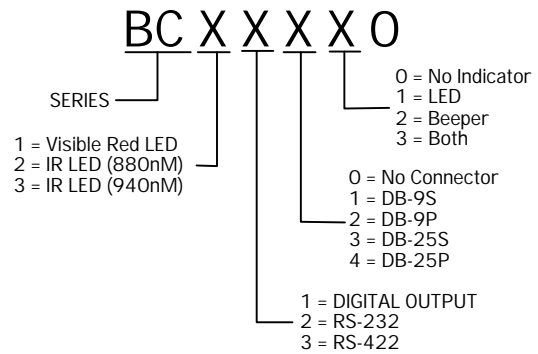 BC X X X X 0
SERIES
0 = No Indicator
1 = LED
2 = Beeper
3 = Both
1 = Visible Red LED
2 = IR LED (880nM)
3 = IR LED (940nM)
0 = No Connector
1 = DB-9S
2 = DB-9P
3 = DB-25S
4 = DB-25P
1 = DIGITAL OUTPUT
2 = RS-232
3 = RS-422